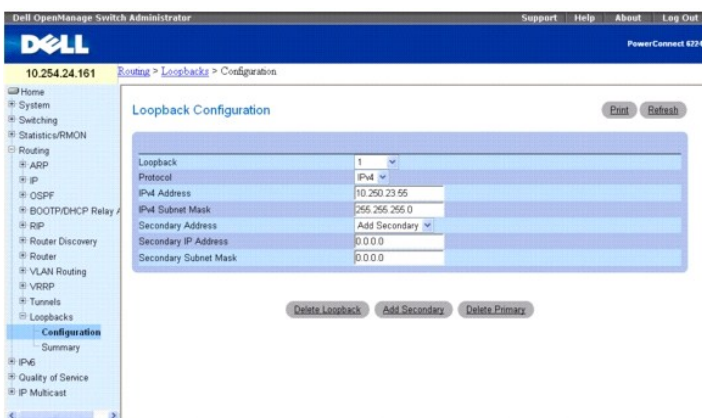 Dell OpenManage Switch Administrator
Support Help About Log Out
DELL
PowerConnect 6224
10.254.24.161
Routing > Loopbacks > Configuration
Home
System
Switching
Statistics/RMON
Routing
ARP
IP
OSPF
BOOTP/DHCP Relay
RIP
Router Discovery
Router
VLAN Routing
VRRP
Tunnels
Loopbacks
Configuration
Summary
IPv6
Quality of Service
IP Multicast
Loopback Configuration
Print Refresh
Loopback 1
Protocol IPv4
IPv4 Address 10.250.23.55
IPv4 Subnet Mask 255.255.255.0
Secondary Address Add Secondary
Secondary IP Address 0.0.0.0
Secondary Subnet Mask 0.0.0.0
Delete Loopback Add Secondary Delete Primary